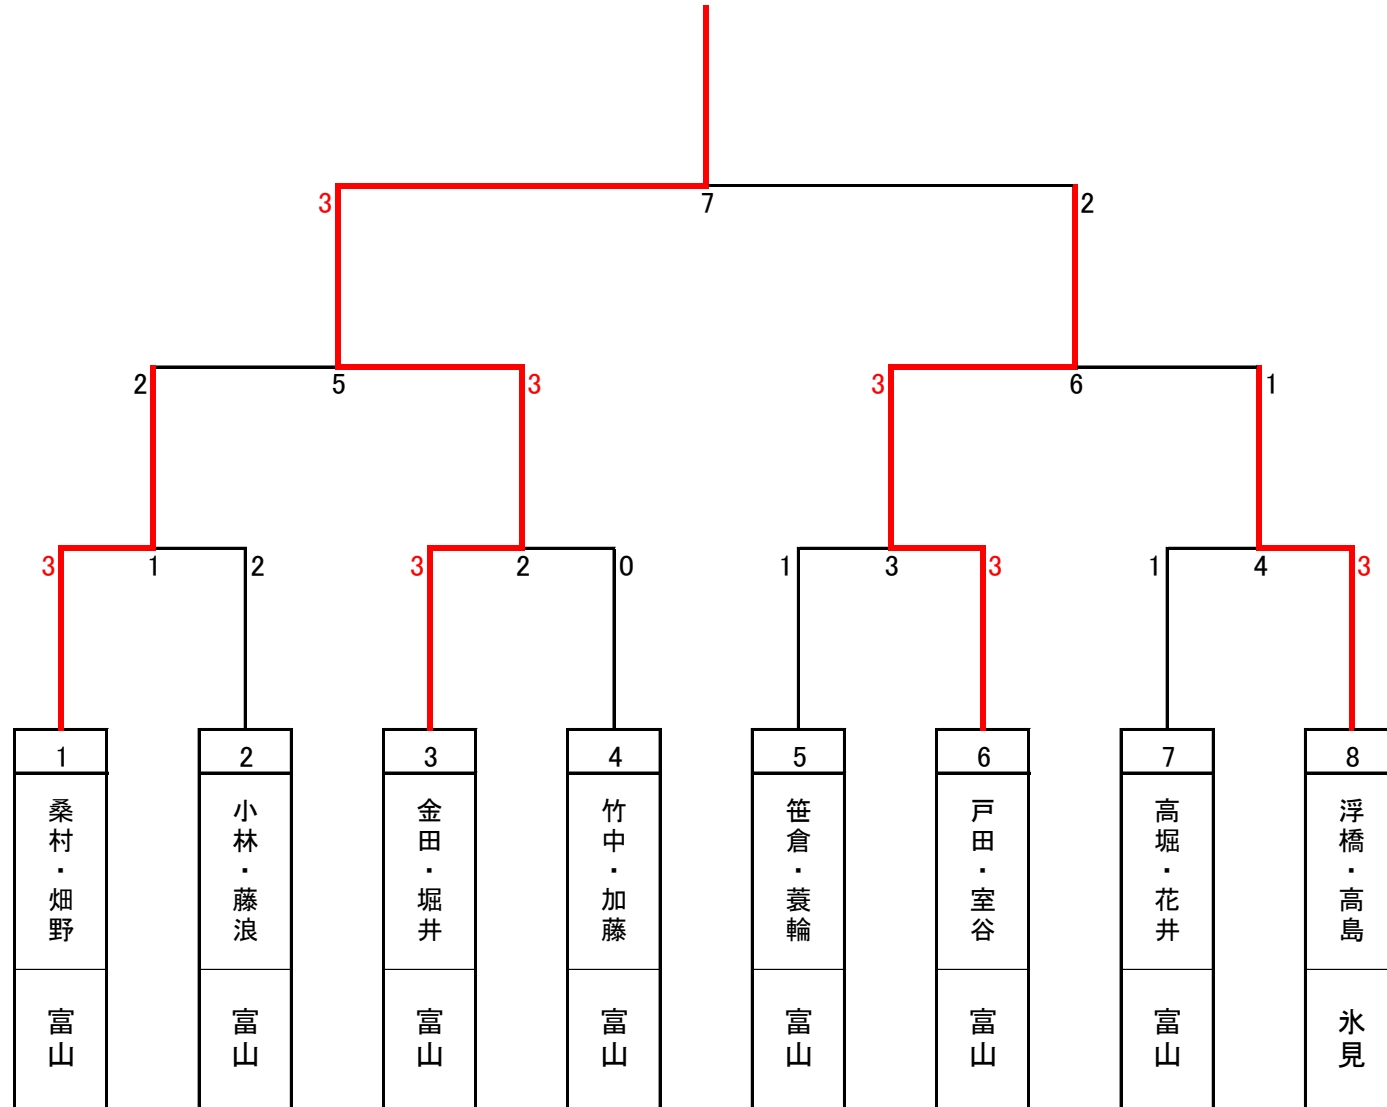 3
7
2
2
5
3
3
6
1
3
1
2
3
2
0
1
3
3
1
4
3
1
2
3
4
5
6
7
8
桑村・畑野
小林・藤浪
金田・堀井
竹中・加藤
笹倉・蓑輪
戸田・室谷
高堀・花井
浮橋・高島
富山
富山
富山
富山
富山
富山
富山
氷見